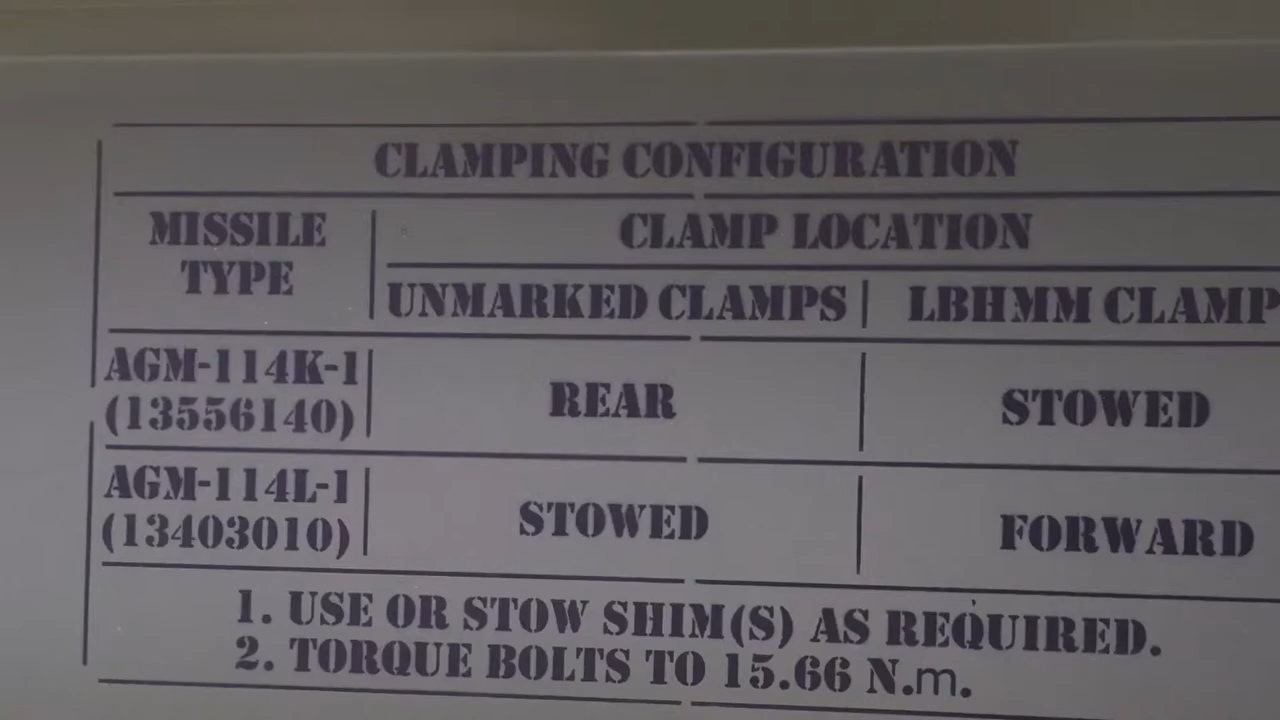 CLAMPING CONFIGURATION
MISSILE TYPE
CLAMP LOCATION
UNMARKED CLAMPS
LBHMM CLAMP
AGM-114K-1
(13556140)
REAR
STOWED
AGM-114L-1
(13403010)
STOWED
FORWARD
1. USE OR STOW SHIM(S) AS REQUIRED.
2. TORQUE BOLTS TO 15.66 N.m.